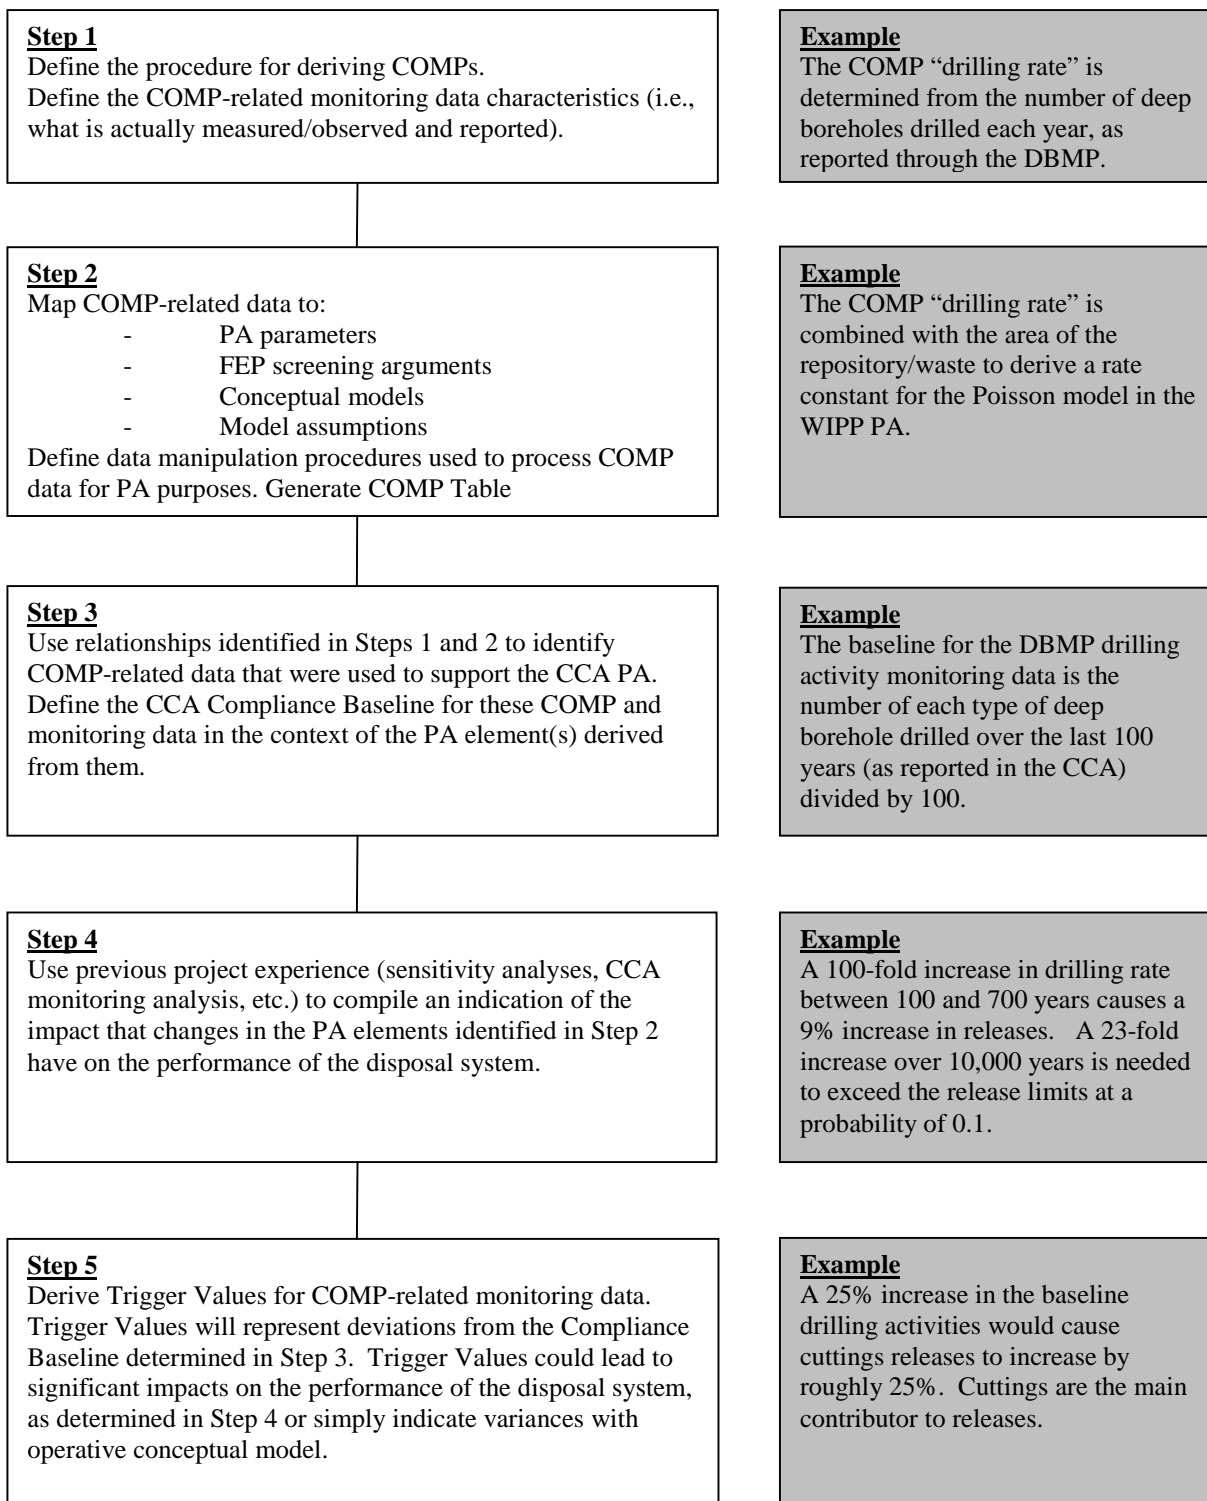 Step 1
Define the procedure for deriving COMPs.
Define the COMP-related monitoring data characteristics (i.e.,
what is actually measured/observed and reported).
Example
The COMP “drilling rate” is
determined from the number of deep
boreholes drilled each year, as
reported through the DBMP.
Step 2
Map COMP-related data to:
- PA parameters
- FEP screening arguments
- Conceptual models
- Model assumptions
Define data manipulation procedures used to process COMP
data for PA purposes. Generate COMP Table
Example
The COMP “drilling rate” is
combined with the area of the
repository/waste to derive a rate
constant for the Poisson model in the
WIPP PA.
Step 3
Use relationships identified in Steps 1 and 2 to identify
COMP-related data that were used to support the CCA PA.
Define the CCA Compliance Baseline for these COMP and
monitoring data in the context of the PA element(s) derived
from them.
Example
The baseline for the DBMP drilling
activity monitoring data is the
number of each type of deep
borehole drilled over the last 100
years (as reported in the CCA)
divided by 100.
Step 4
Use previous project experience (sensitivity analyses, CCA
monitoring analysis, etc.) to compile an indication of the
impact that changes in the PA elements identified in Step 2
have on the performance of the disposal system.
Example
A 100-fold increase in drilling rate
between 100 and 700 years causes a
9% increase in releases.   A 23-fold
increase over 10,000 years is needed
to exceed the release limits at a
probability of 0.1.
Step 5
Derive Trigger Values for COMP-related monitoring data.
Trigger Values will represent deviations from the Compliance
Baseline determined in Step 3.  Trigger Values could lead to
significant impacts on the performance of the disposal system,
as determined in Step 4 or simply indicate variances with
operative conceptual model.
Example
A 25% increase in the baseline
drilling activities would cause
cuttings releases to increase by
roughly 25%.  Cuttings are the main
contributor to releases.